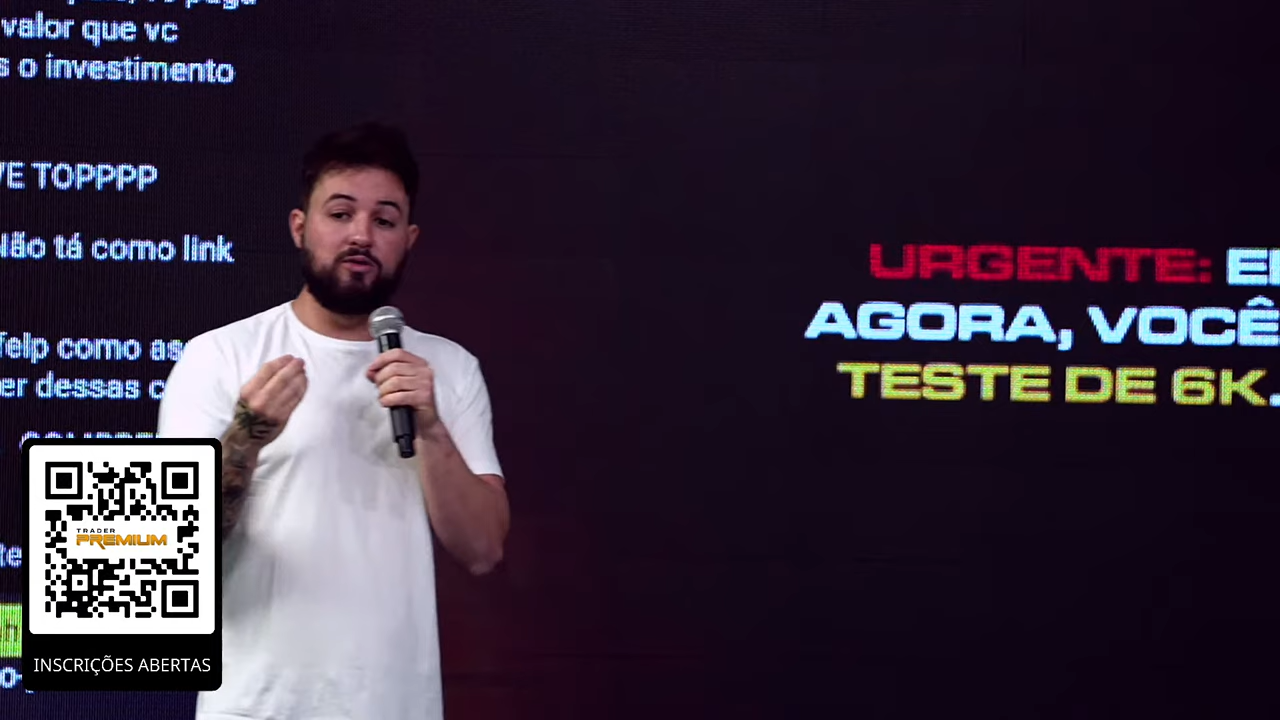 valor que vc
s o investimento
VE TOPPPP
Não tá como link
Telp como as
er dessas c
URGENTE:
AGORA, VOCÊ
TESTE DE 6K.
TRADER
PREMIUM
INSCRIÇÕES ABERTAS